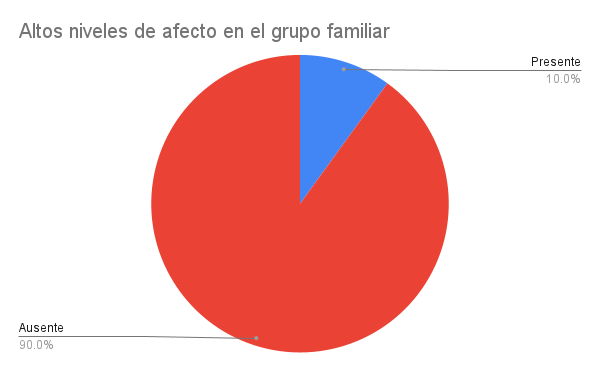 Altos niveles de afecto en el grupo familiar
Presente
10.0%
Ausente
90.0%